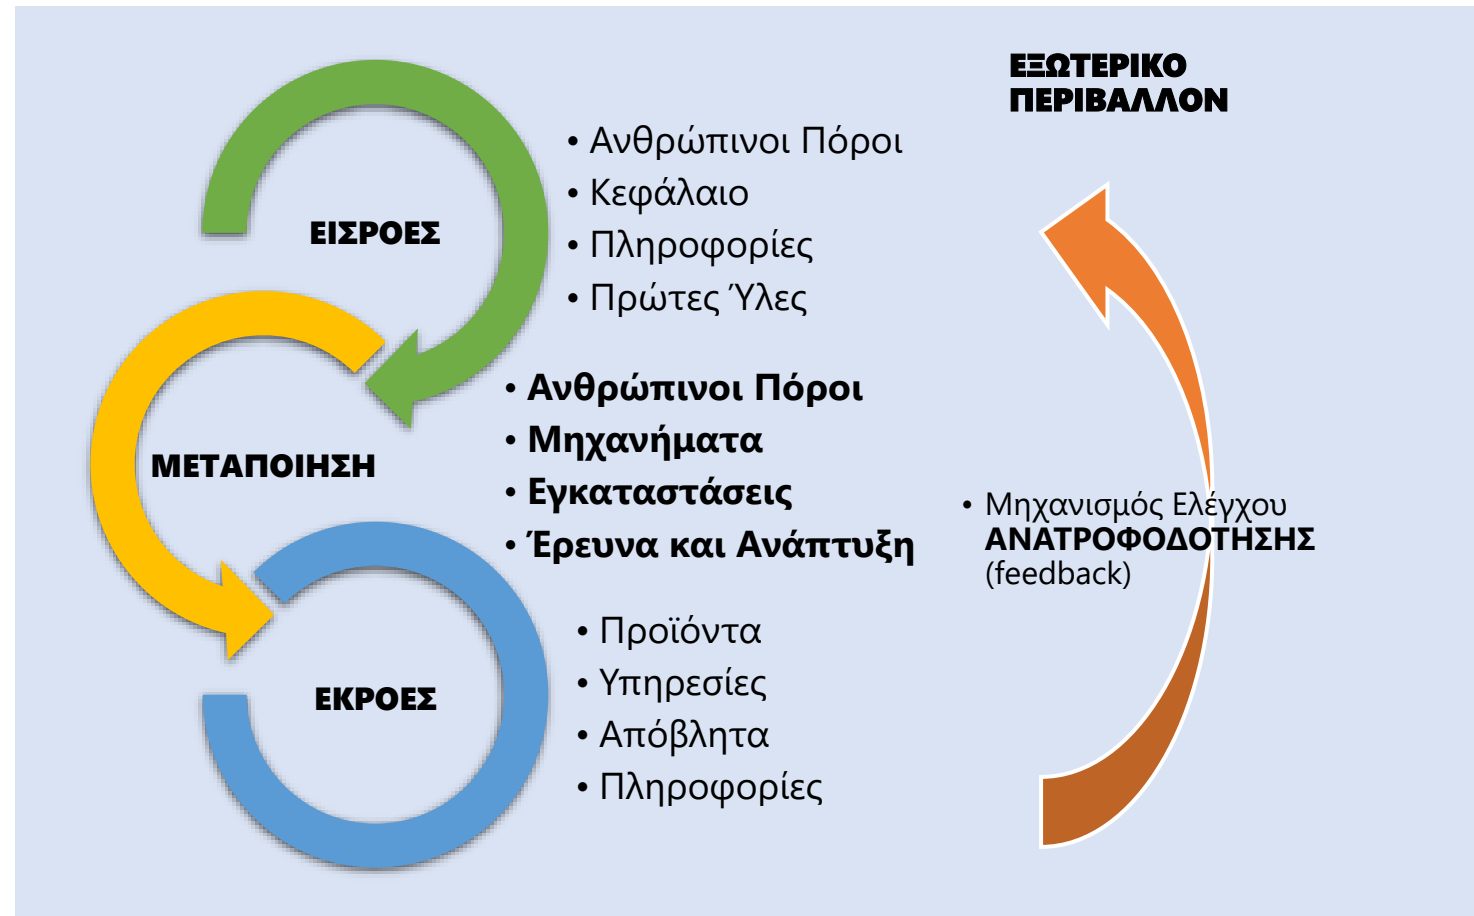 ΕΞΩΤΕΡΙΚΟ
ΠΕΡΙΒΑΛΛΟΝ
ΕΙΣΡΟΕΣ
• Ανθρώπινοι Πόροι
• Κεφάλαιο
• Πληροφορίες
• Πρώτες Ύλες
ΜΕΤΑΠΟΙΗΣΗ
• Ανθρώπινοι Πόροι
• Μηχανήματα
• Εγκαταστάσεις
• Έρευνα και Ανάπτυξη
• Μηχανισμός Ελέγχου
ΑΝΑΤΡΟΦΟΔΟΤΗΣΗΣ
(feedback)
ΕΚΡΟΕΣ
• Προϊόντα
• Υπηρεσίες
• Απόβλητα
• Πληροφορίες